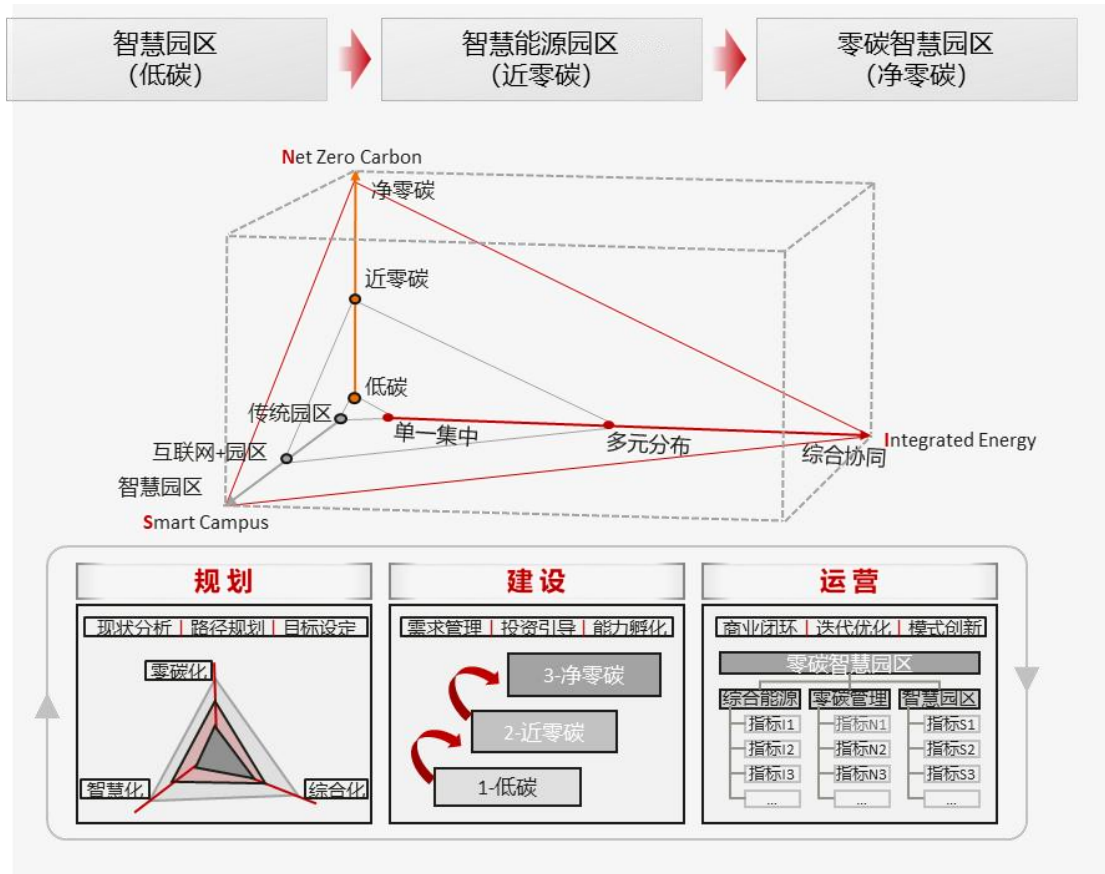 智慧园区
(低碳)
智慧能源园区
(近零碳)
零碳智慧园区
(净零碳)
Net Zero Carbon
净零碳
近零碳
低碳
传统园区
单一集中
多元分布
综合协同
Integrated Energy
互联网+园区
智慧园区
Smart Campus
规划
现状分析|路径规划|目标设定
零碳化
智慧化
综合化
建设
需求管理|投资引导|能力孵化
3-净零碳
2-近零碳
1-低碳
运营
商业闭环|迭代优化|模式创新
零碳智慧园区
综合能源 零碳管理 智慧园区
指标I1 指标N1 指标S1
指标I2 指标N2 指标S2
指标I3 指标N3 指标S3
... ... ...